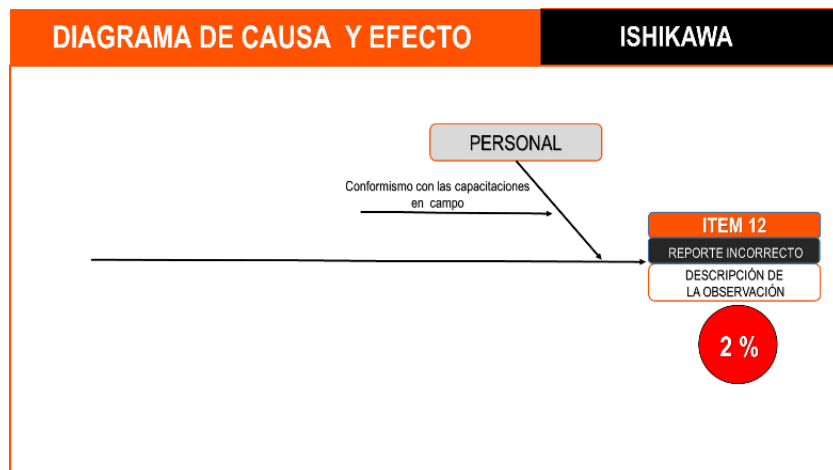 DIAGRAMA DE CAUSA Y EFECTO
ISHIKAWA
PERSONAL
Conformismo con las capacitaciones
en campo
ITEM 12
REPORTE INCORRECTO
DESCRIPCIÓN DE
LA OBSERVACIÓN
2 %